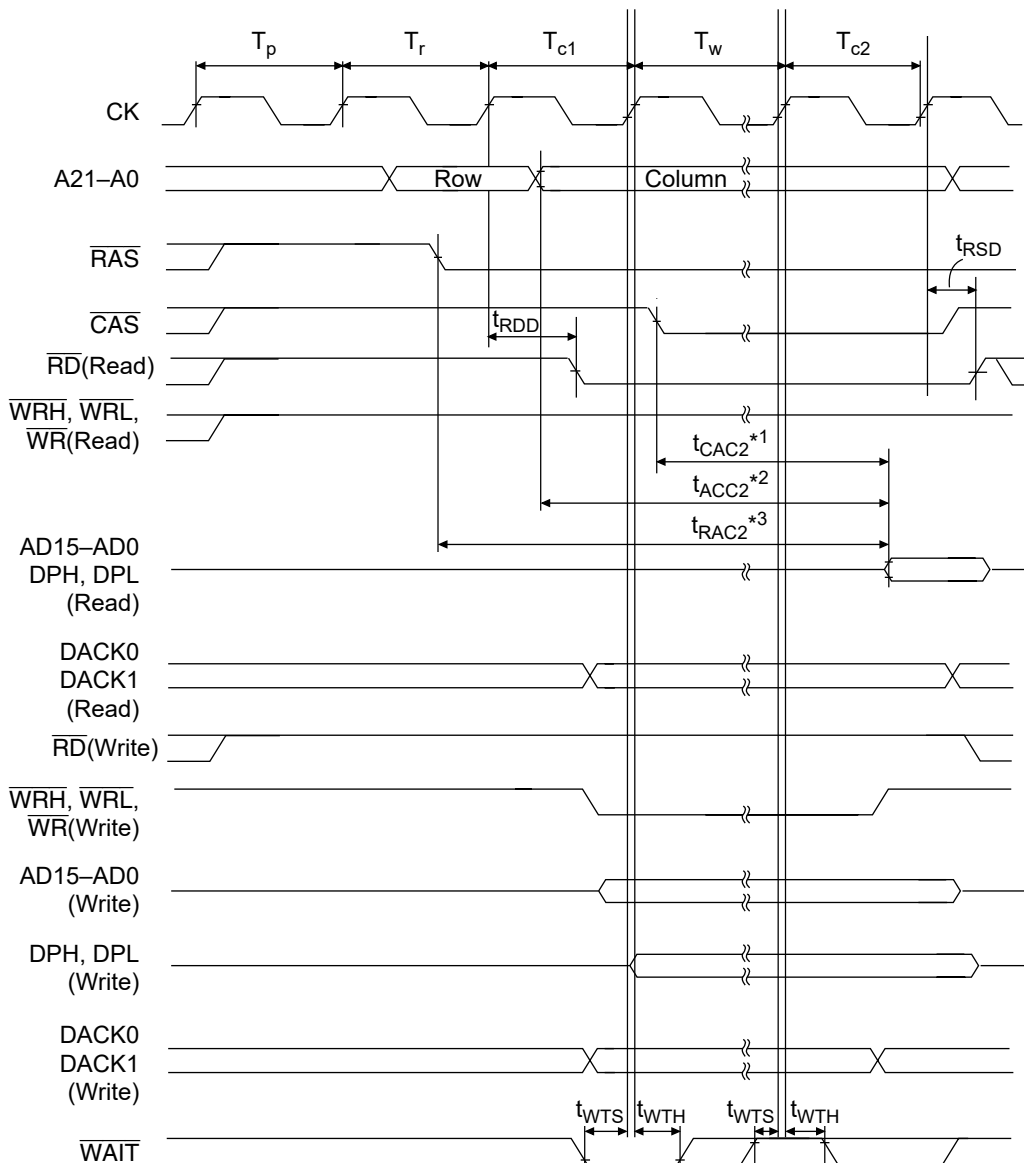 Tp Tr Tc1 Tw Tc2
CK
A21–A0 Row Column
RAS
tRSD
CAS
tRDD
RD(Read)
WRH, WRL,
WR(Read)
tCAC2*1
tACC2*2
tRAC2*3
AD15–AD0
DPH, DPL
(Read)
DACK0
DACK1
(Read)
RD(Write)
WRH, WRL,
WR(Write)
AD15–AD0
(Write)
DPH, DPL
(Write)
DACK0
DACK1
(Write)
tWTS tWTH tWTS tWTH
WAIT